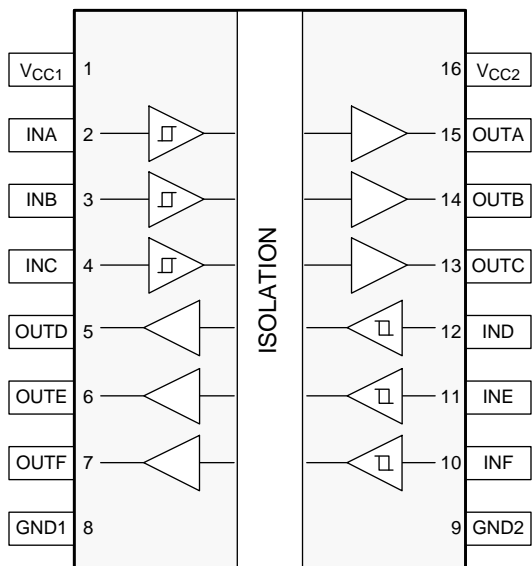 VCC1 1 16 VCC2
INA 2 15 OUTA
INB 3 14 OUTB
INC 4 13 OUTC
ISOLATION
OUTD 5 12 IND
OUTE 6 11 INE
OUTF 7 10 INF
GND1 8 9 GND2